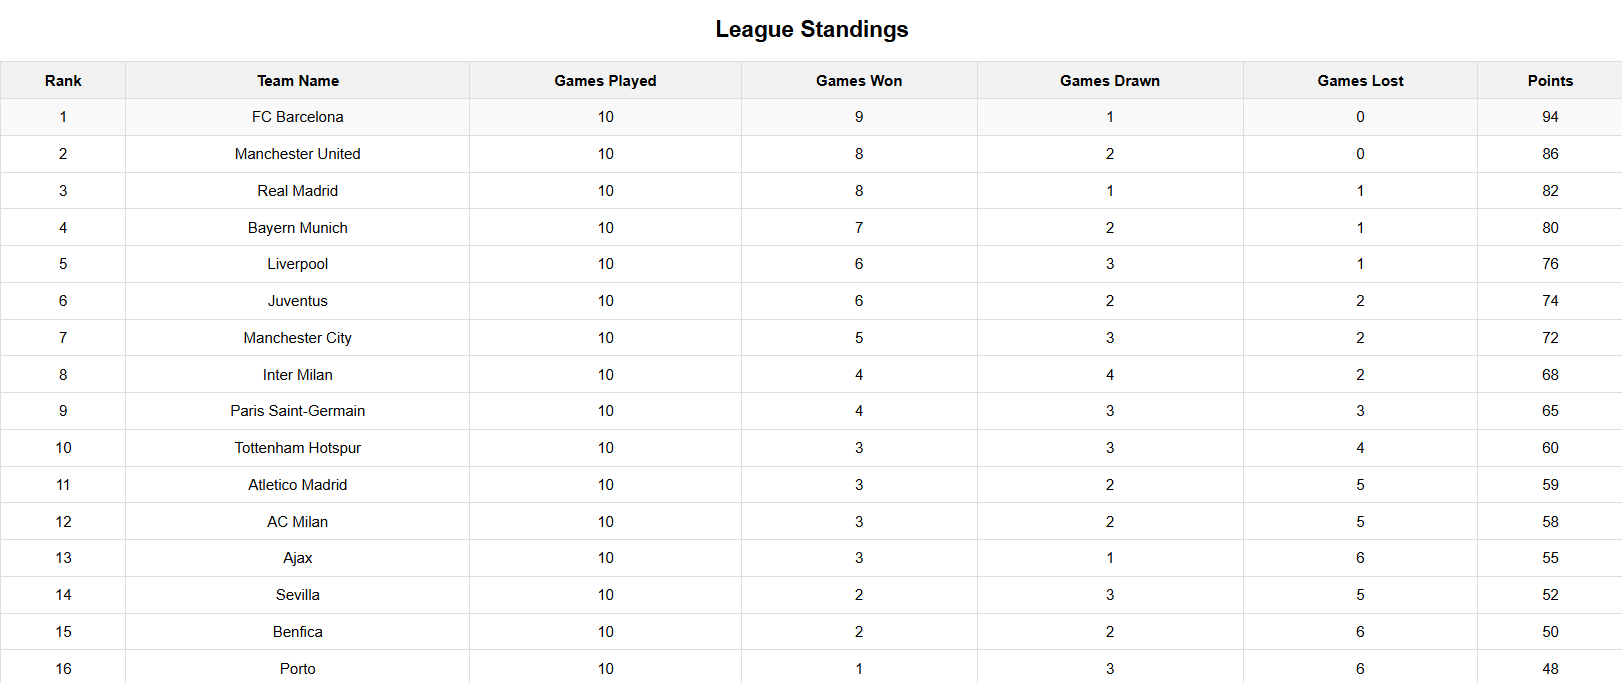 League Standings
Rank Team Name Games Played Games Won Games Drawn Games Lost Points
1 FC Barcelona 10 9 1 0 94
2 Manchester United 10 8 2 0 86
3 Real Madrid 10 8 1 1 82
4 Bayern Munich 10 7 2 1 80
5 Liverpool 10 6 3 1 76
6 Juventus 10 6 2 2 74
7 Manchester City 10 5 3 2 72
8 Inter Milan 10 4 4 2 68
9 Paris Saint-Germain 10 4 3 3 65
10 Tottenham Hotspur 10 3 3 4 60
11 Atletico Madrid 10 3 2 5 59
12 AC Milan 10 3 2 5 58
13 Ajax 10 3 1 6 55
14 Sevilla 10 2 3 5 52
15 Benfica 10 2 2 6 50
16 Porto 10 1 3 6 48